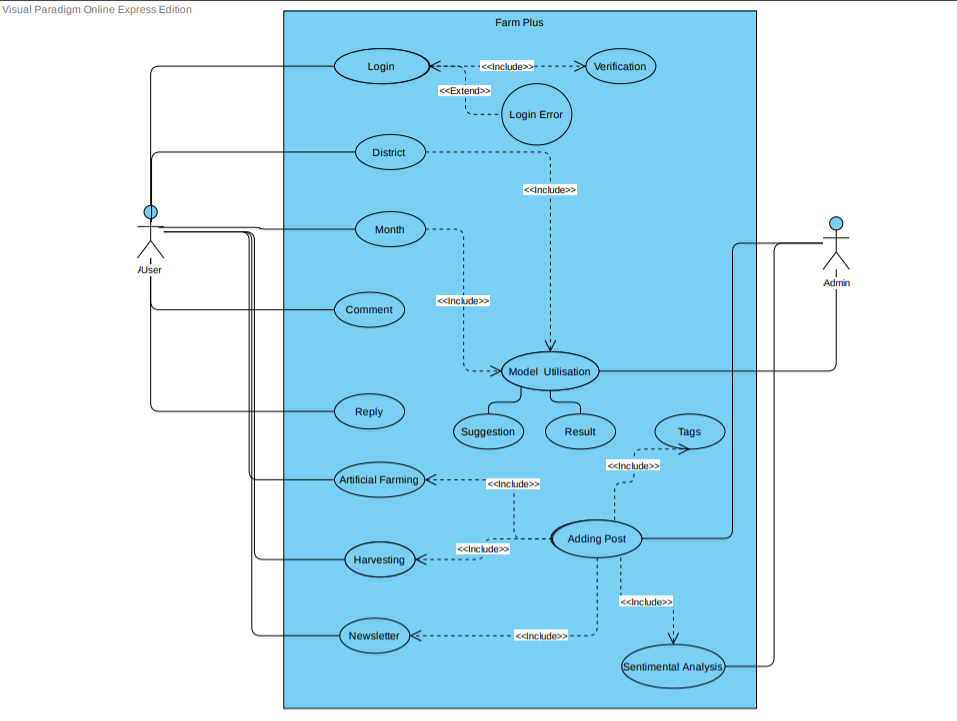 Visual Paradigm Online Express Edition
Farm Plus
Login
<<Include>>
Verification
<<Extend>>
Login Error
District
<<Include>>
User
Month
Admin
<<Include>>
Comment
Model Utilisation
Reply
Suggestion
Result
Tags
<<Include>>
Artificial Farming
<<Include>>
Adding Post
<<Include>>
Harvesting
<<Include>>
Newsletter
<<Include>>
Sentimental Analysis